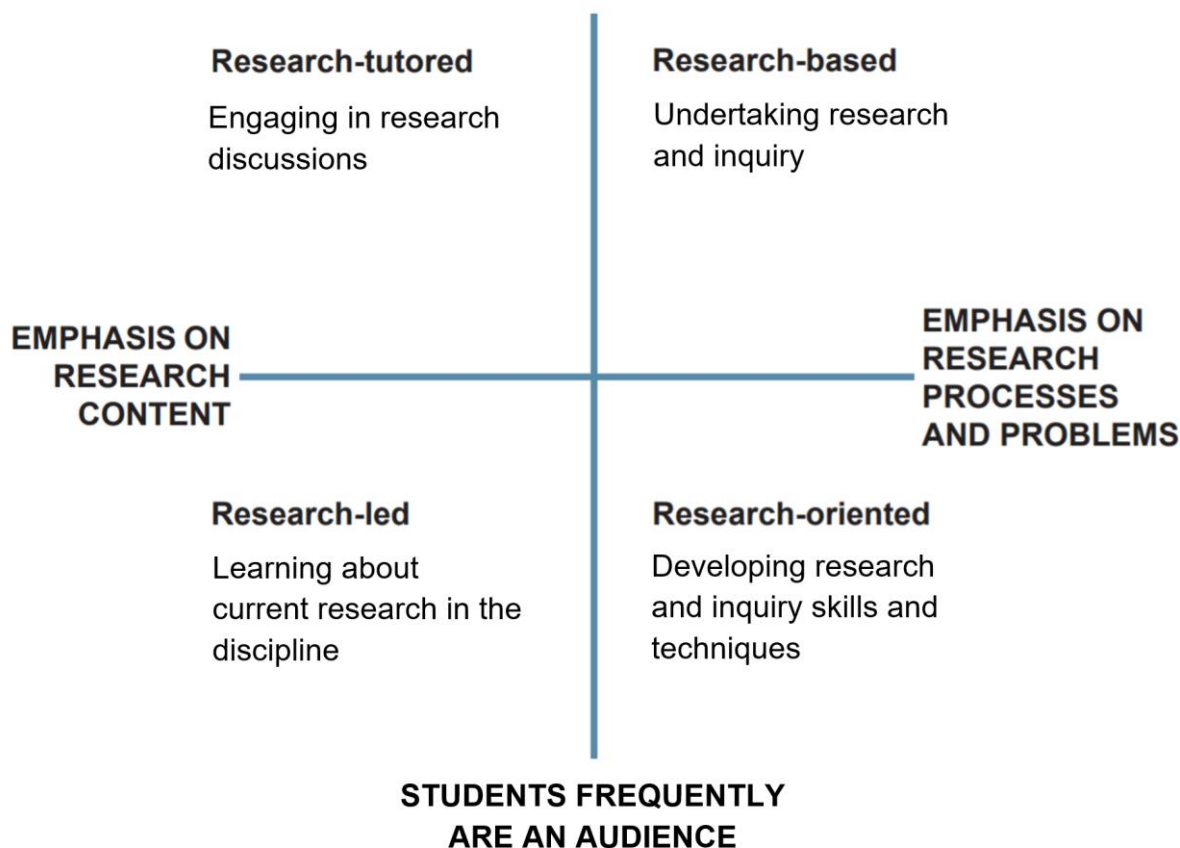 Research-tutored
Engaging in research
discussions
Research-based
Undertaking research
and inquiry
EMPHASIS ON
RESEARCH
CONTENT
EMPHASIS ON
RESEARCH
PROCESSES
AND PROBLEMS
Research-led
Learning about
current research in the
discipline
Research-oriented
Developing research
and inquiry skills and
techniques
STUDENTS FREQUENTLY
ARE AN AUDIENCE